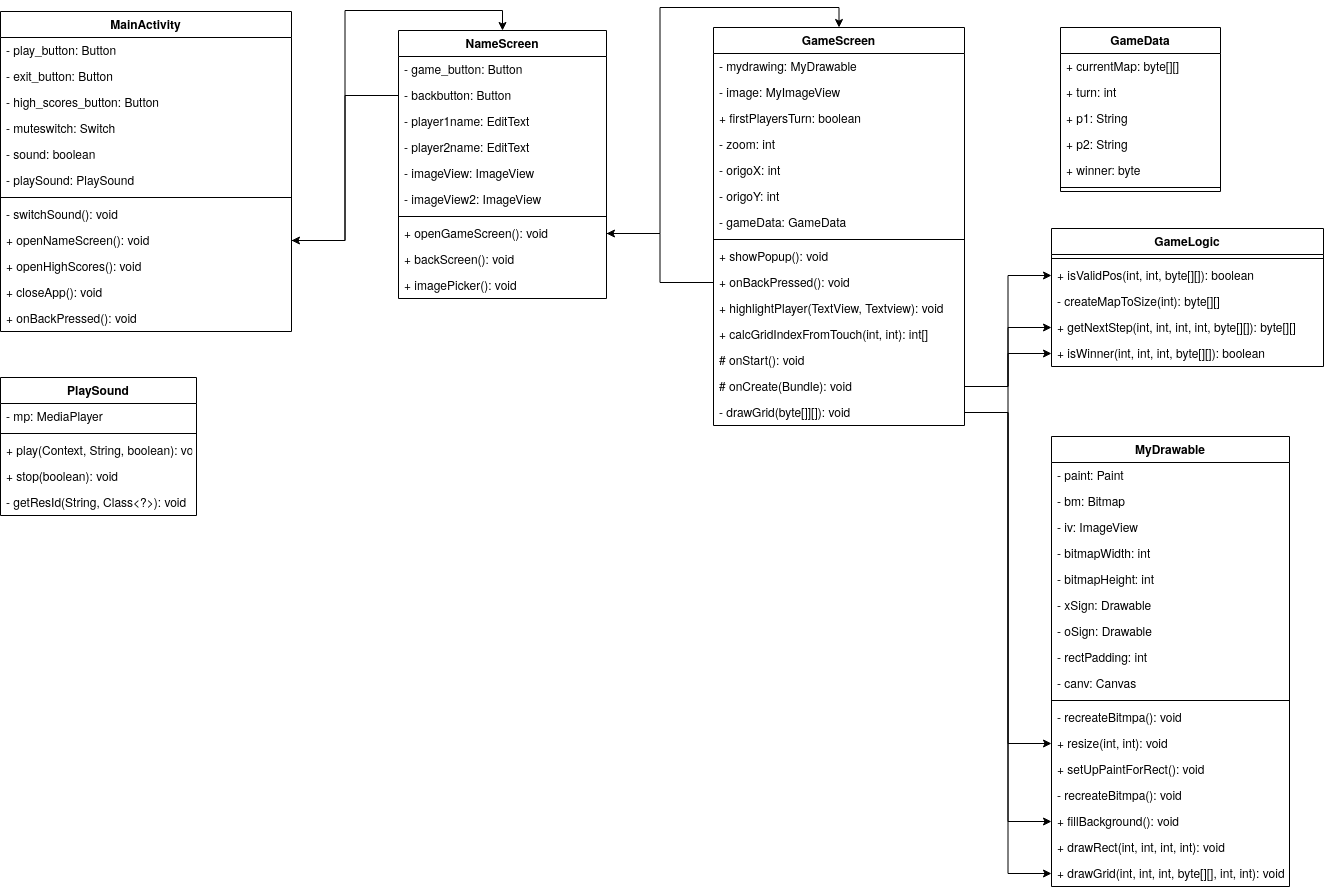 MainActivity
- play_button: Button
- exit_button: Button
- high_scores_button: Button
- muteswitch: Switch
- sound: boolean
- playSound: PlaySound
- switchSound(): void
+ openNameScreen(): void
+ openHighScores(): void
+ closeApp(): void
+ onBackPressed(): void
PlaySound
- mp: MediaPlayer
+ play(Context, String, boolean): vo
+ stop(boolean): void
- getResId(String, Class<?>): void
NameScreen
- game_button: Button
- backbutton: Button
- player1name: EditText
- player2name: EditText
- imageView: ImageView
- imageView2: ImageView
+ openGameScreen(): void
+ backScreen(): void
+ imagePicker(): void
GameScreen
- mydrawing: MyDrawable
- image: MyImageView
+ firstPlayersTurn: boolean
- zoom: int
- origoX: int
- origoY: int
- gameData: GameData
+ showPopup(): void
+ onBackPressed(): void
+ highlightPlayer(TextView, Textview): void
+ calcGridIndexFromTouch(int, int): int[]
# onStart(): void
# onCreate(Bundle): void
- drawGrid(byte[]][]): void
GameData
+ currentMap: byte[][]
+ turn: int
+ p1: String
+ p2: String
+ winner: byte
GameLogic
+ isValidPos(int, int, byte[][]): boolean
- createMapToSize(int): byte[][]
+ getNextStep(int, int, int, int, byte[][]): byte[][]
+ isWinner(int, int, int, byte[][]): boolean
MyDrawable
- paint: Paint
- bm: Bitmap
- iv: ImageView
- bitmapWidth: int
- bitmapHeight: int
- xSign: Drawable
- oSign: Drawable
- rectPadding: int
- canv: Canvas
- recreateBitmpa(): void
+ resize(int, int): void
+ setUpPaintForRect(): void
- recreateBitmpa(): void
+ fillBackground(): void
+ drawRect(int, int, int, int): void
+ drawGrid(int, int, int, byte[][], int, int): void